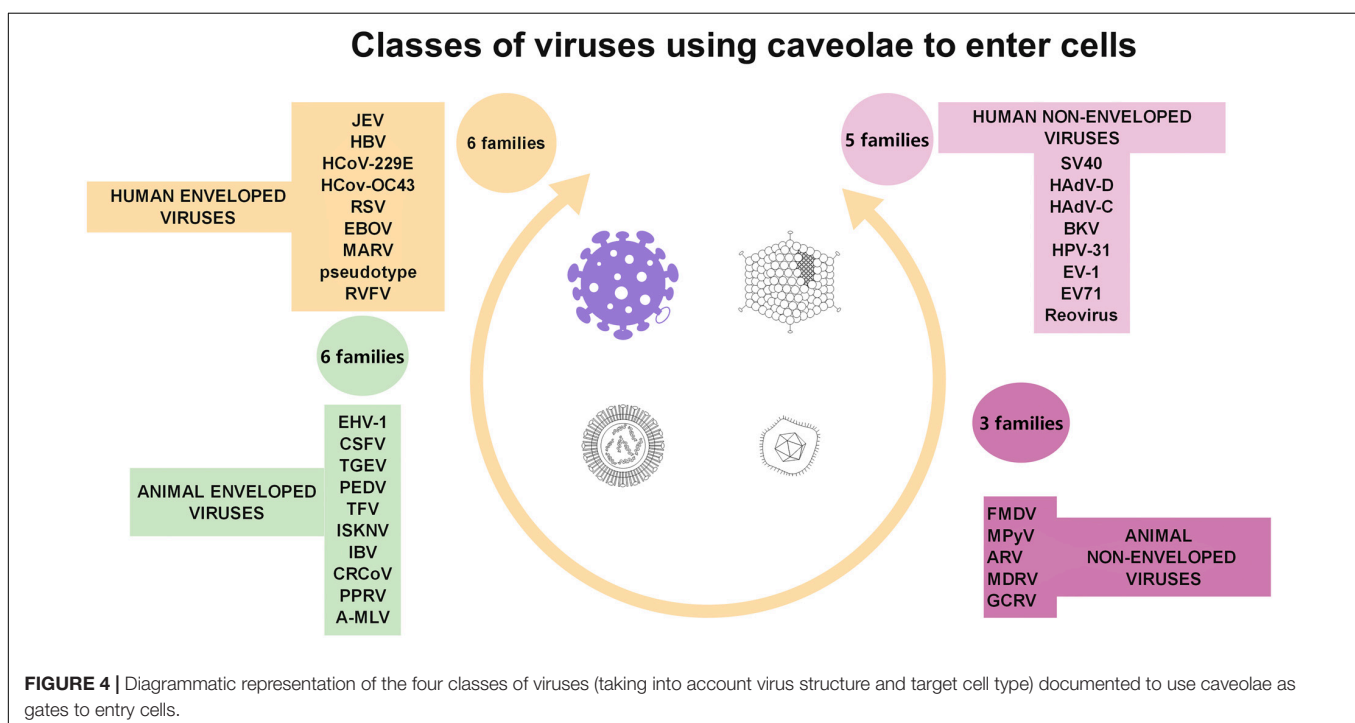 Classes of viruses using caveolae to enter cells
HUMAN ENVELOPED
VIRUSES
JEV
HBV
HCoV-229E
HCov-OC43
RSV
EBOV
MARV
pseudotype
RVFV
6 families
5 families
HUMAN NON-ENVELOPED
VIRUSES
SV40
HAdV-D
HAdV-C
BKV
HPV-31
EV-1
EV71
Reovirus
6 families
ANIMAL ENVELOPED
VIRUSES
EHV-1
CSFV
TGEV
PEDV
TFV
ISKNV
IBV
CRCoV
PPRV
A-MLV
3 families
FMDV
MPyV
ARV
MDRV
GCRV
ANIMAL
NON-ENVELOPED
VIRUSES
FIGURE 4 | Diagrammatic representation of the four classes of viruses (taking into account virus structure and target cell type) documented to use caveolae as
gates to entry cells.